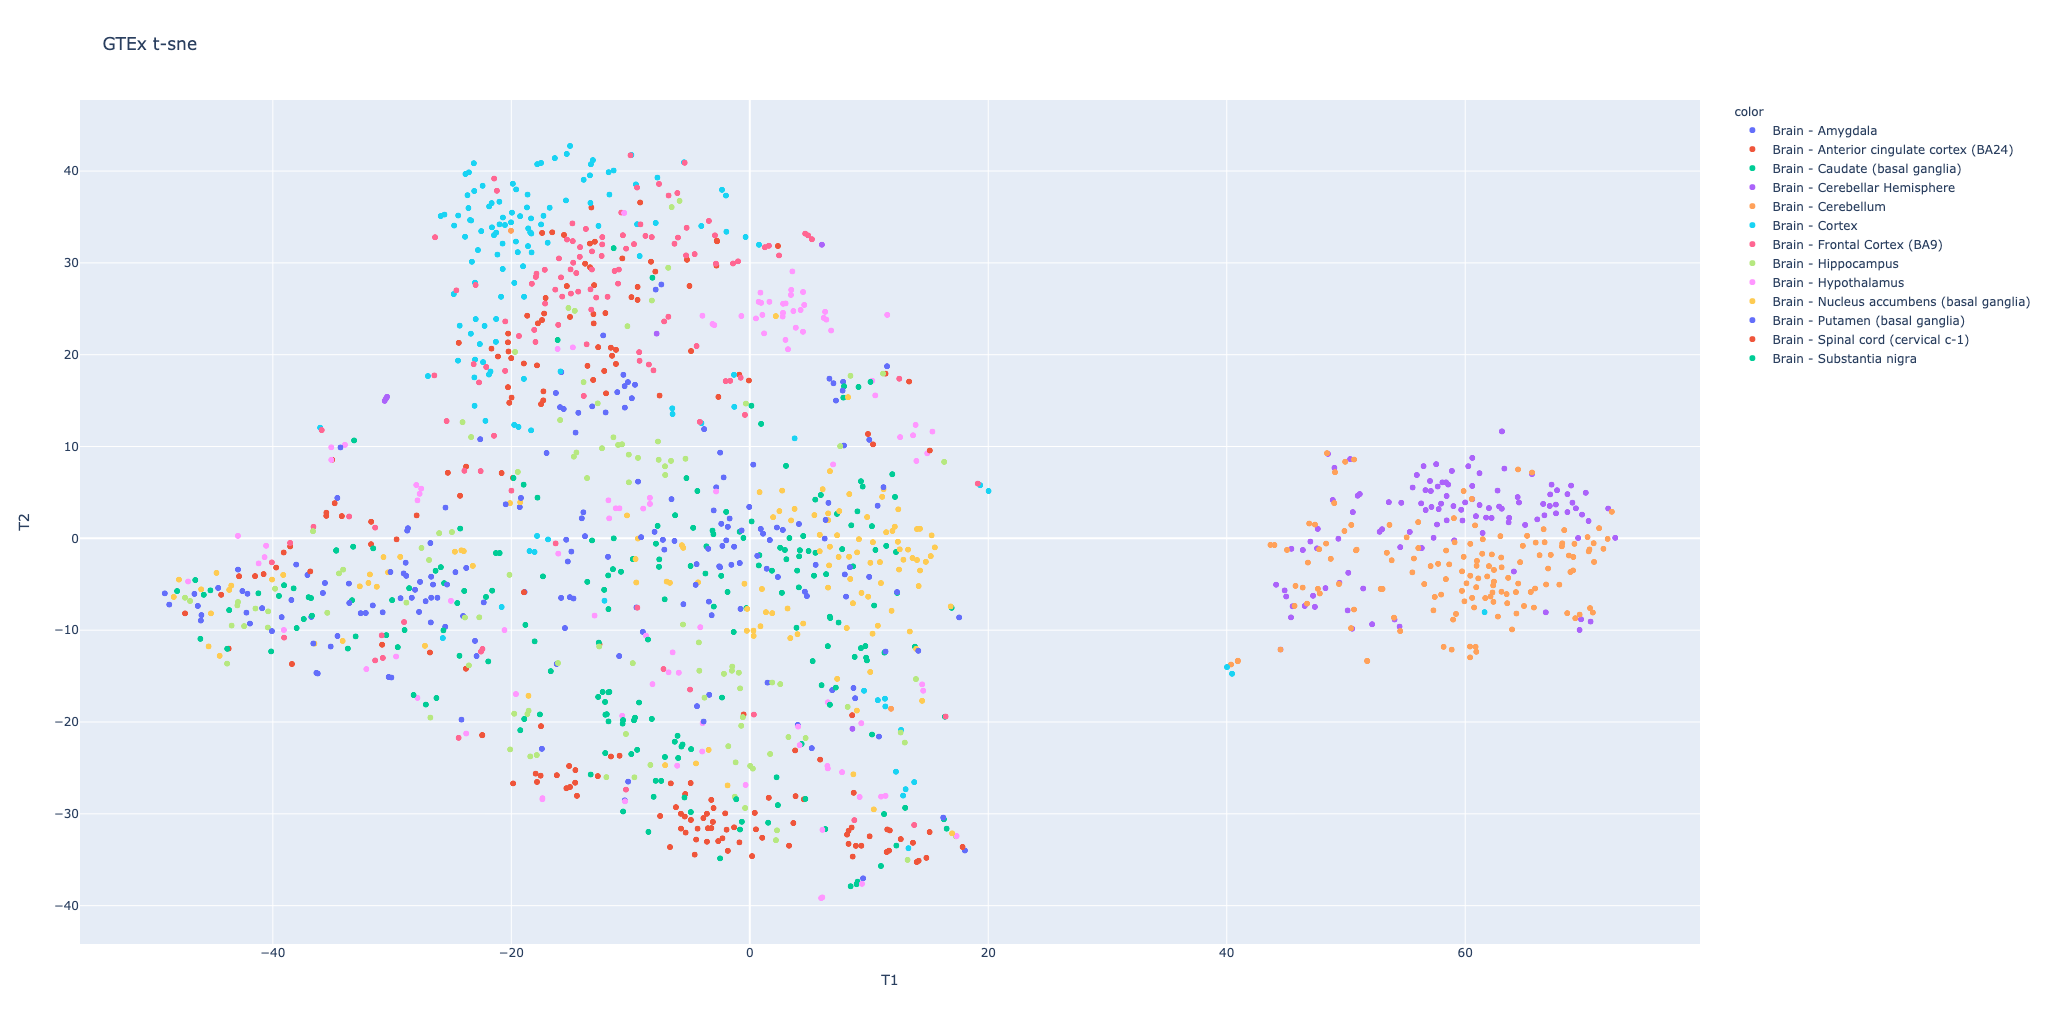 GTEx t-sne
color
Brain - Amygdala
Brain - Anterior cingulate cortex (BA24)
Brain - Caudate (basal ganglia)
Brain - Cerebellar Hemisphere
Brain - Cerebellum
Brain - Cortex
Brain - Frontal Cortex (BA9)
Brain - Hippocampus
Brain - Hypothalamus
Brain - Nucleus accumbens (basal ganglia)
Brain - Putamen (basal ganglia)
Brain - Spinal cord (cervical c-1)
Brain - Substantia nigra
T2
40
30
20
10
0
−10
−20
−30
−40
−40 −20 0 20 40 60
T1